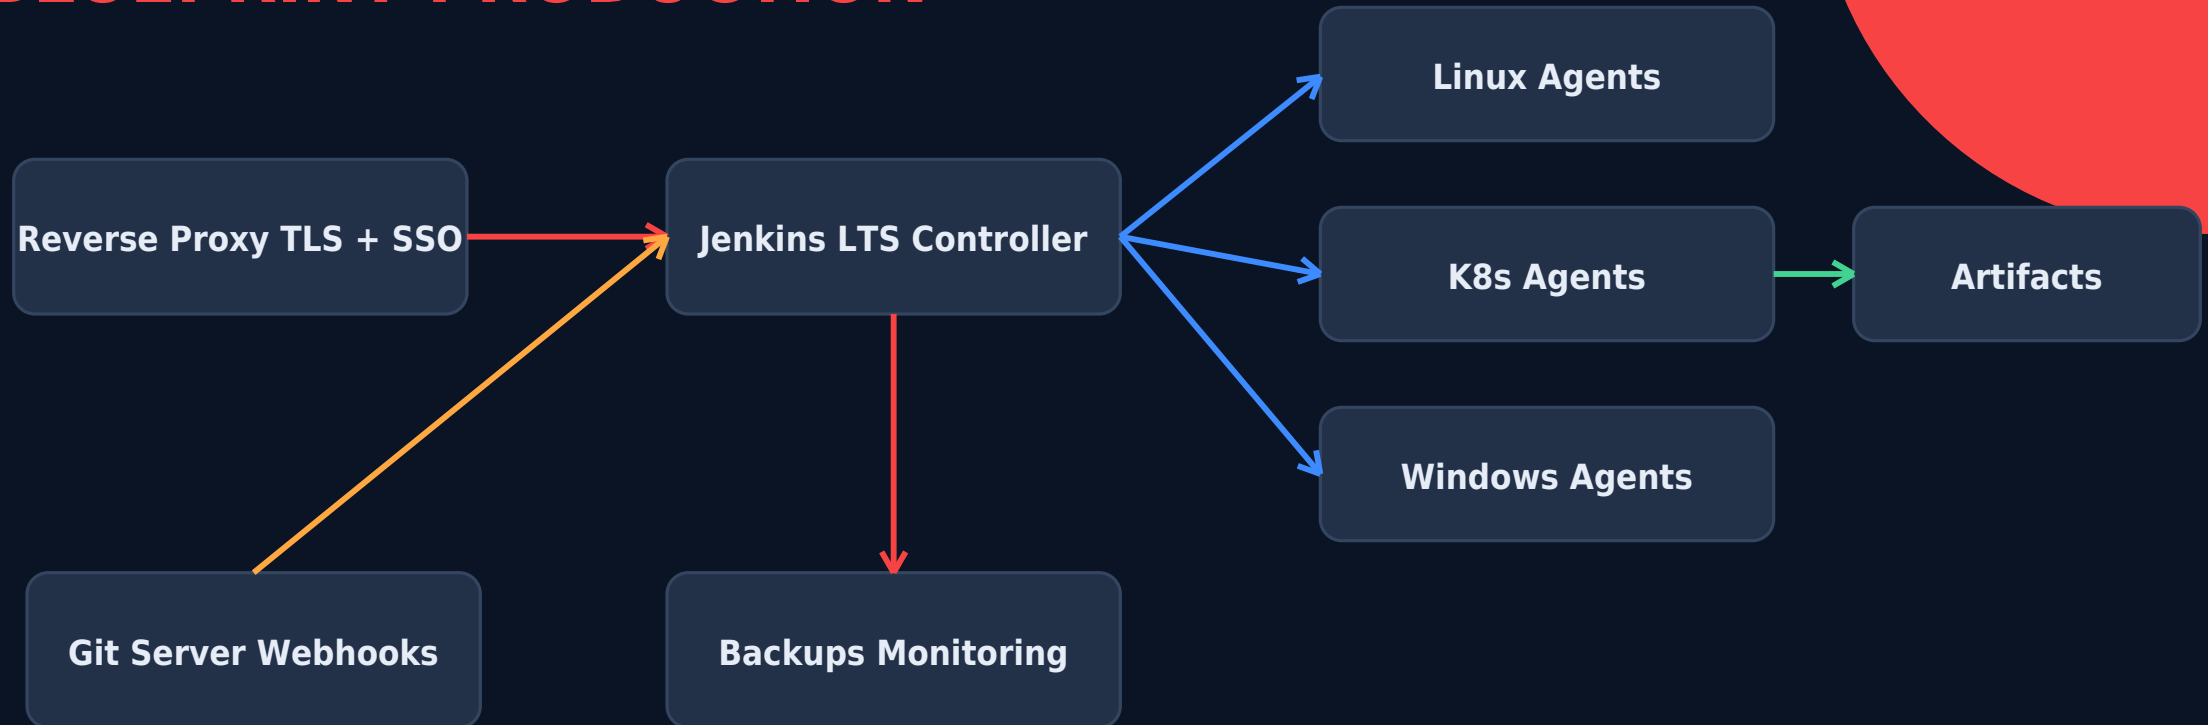 Linux Agents
Reverse Proxy TLS + SSO
Jenkins LTS Controller
K8s Agents
Artifacts
Windows Agents
Git Server Webhooks
Backups Monitoring